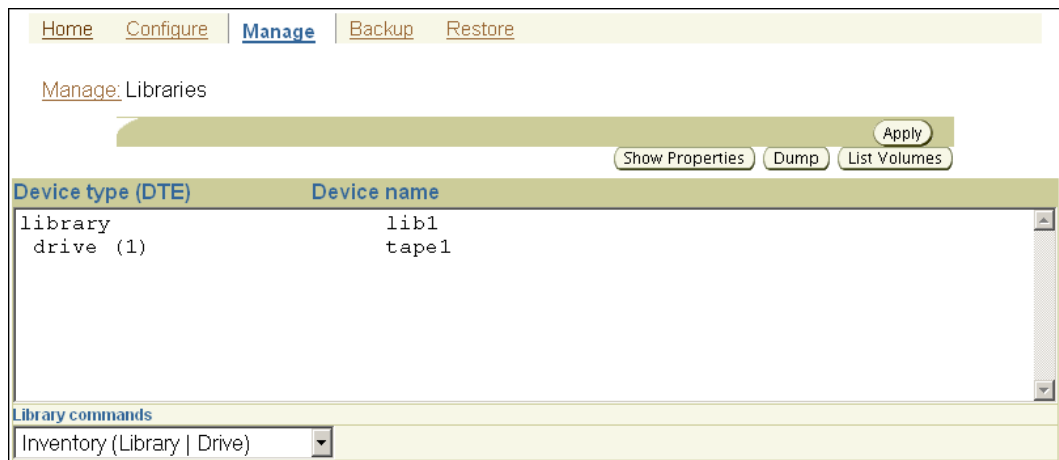 Home Configure Manage Backup Restore
Manage: Libraries
Apply
Show Properties Dump List Volumes
Device type (DTE) Device name
library lib1
drive (1) tape1
Library commands
Inventory (Library | Drive)